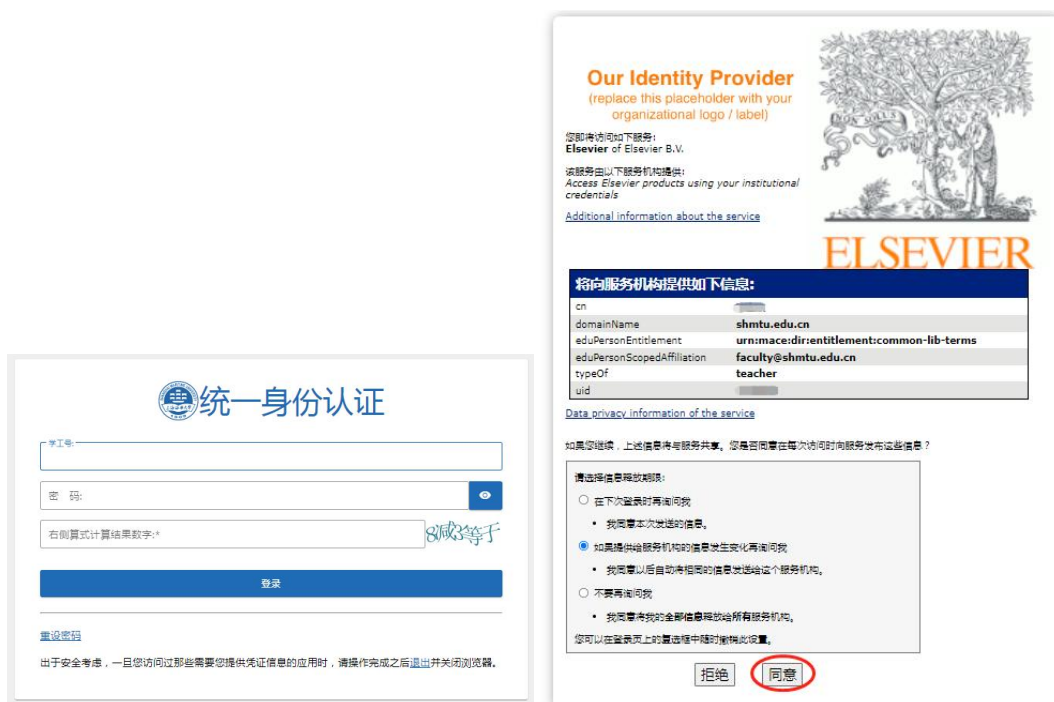 统一身份认证
学工号:
密 码:
右侧算式计算结果数字:*
8减3等于
登录
重设密码
出于安全考虑，一旦您访问过那些需要您提供凭证信息的应用时，请操作完成之后退出并关闭浏览器。
Our Identity Provider
(replace this placeholder with your
organizational logo / label)
NON SOLUS
ELSEVIER
您即将访问如下服务:
Elsevier of Elsevier B.V.
该服务由以下服务机构提供:
Access Elsevier products using your institutional
credentials
Additional information about the service
将向服务机构提供如下信息:
cn
domainName shmtu.edu.cn
eduPersonEntitlement urn:mace:dir:entitlement:common-lib-terms
eduPersonScopedAffiliation faculty@shmtu.edu.cn
typeOf teacher
uid
Data privacy information of the service
如果您继续，上述信息将与服务共享。您是否同意在每次访问时向服务发布这些信息？
请选择信息释放期限:
在下次登录时再询问我
• 我同意本次发送的信息。
如果提供给服务机构的信息发生变化再询问我
• 我同意以后自动将相同的信息发送给这个服务机构。
不要再询问我
• 我同意将我的全部信息释放给所有服务机构。
您可以在登录页上的复选框中随时撤销此设置。
拒绝 同意